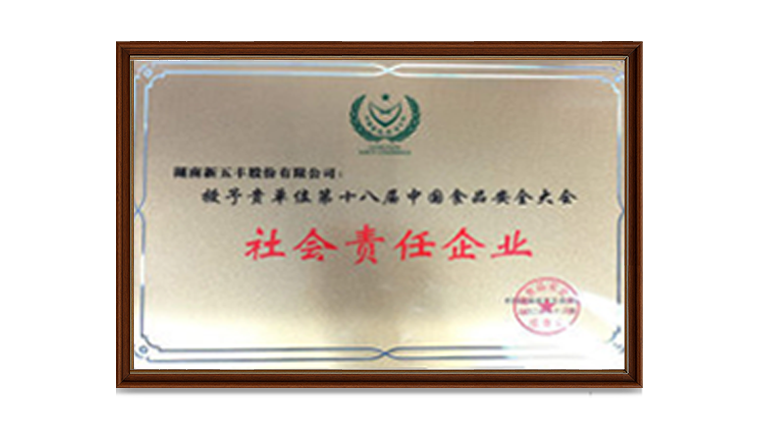 湖南新五丰股份有限公司：
授予贵单位第十八届中国食品安全大会
社会责任企业